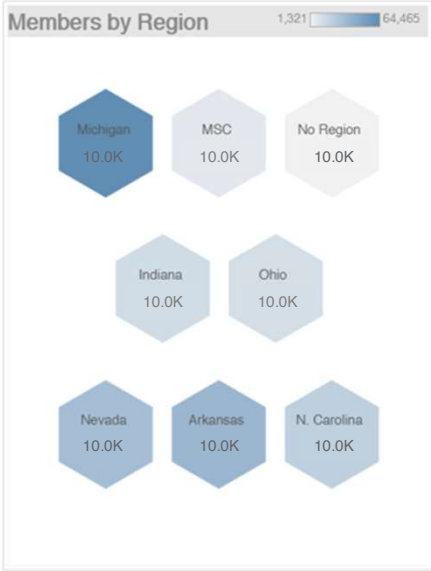 Members by Region
1,321 64,465
Michigan
10.0K
MSC
10.0K
No Region
10.0K
Indiana
10.0K
Ohio
10.0K
Nevada
10.0K
Arkansas
10.0K
N. Carolina
10.0K